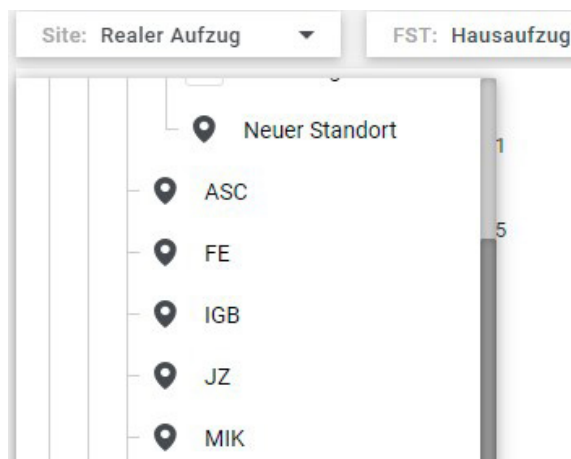 Site: Realer Aufzug
FST: Hausaufzug
Neuer Standort
1
ASC
5
FE
IGB
JZ
MIK